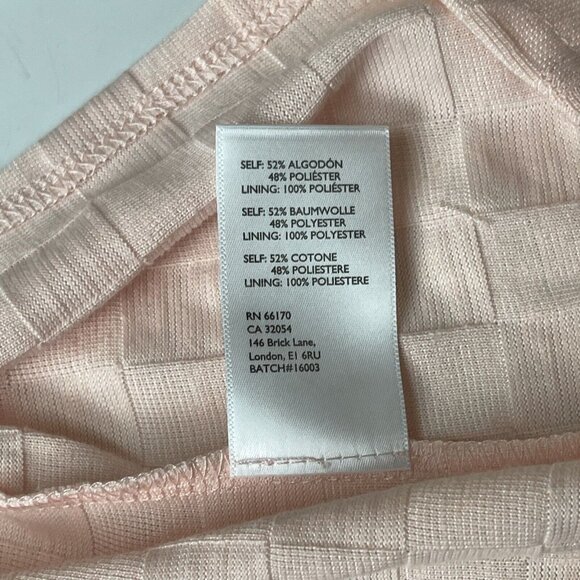 SELF: 52% ALGODÓN
48% POLIÉSTER
LINING: 100% POLIÉSTER
SELF: 52% BAUMWOLLE
48% POLYESTER
LINING: 100% POLYESTER
SELF: 52% COTONE
48% POLIESTERE
LINING: 100% POLIESTERE
RN 66170
CA 32054
146 Brick Lane,
London, E1 6RU
BATCH#16003